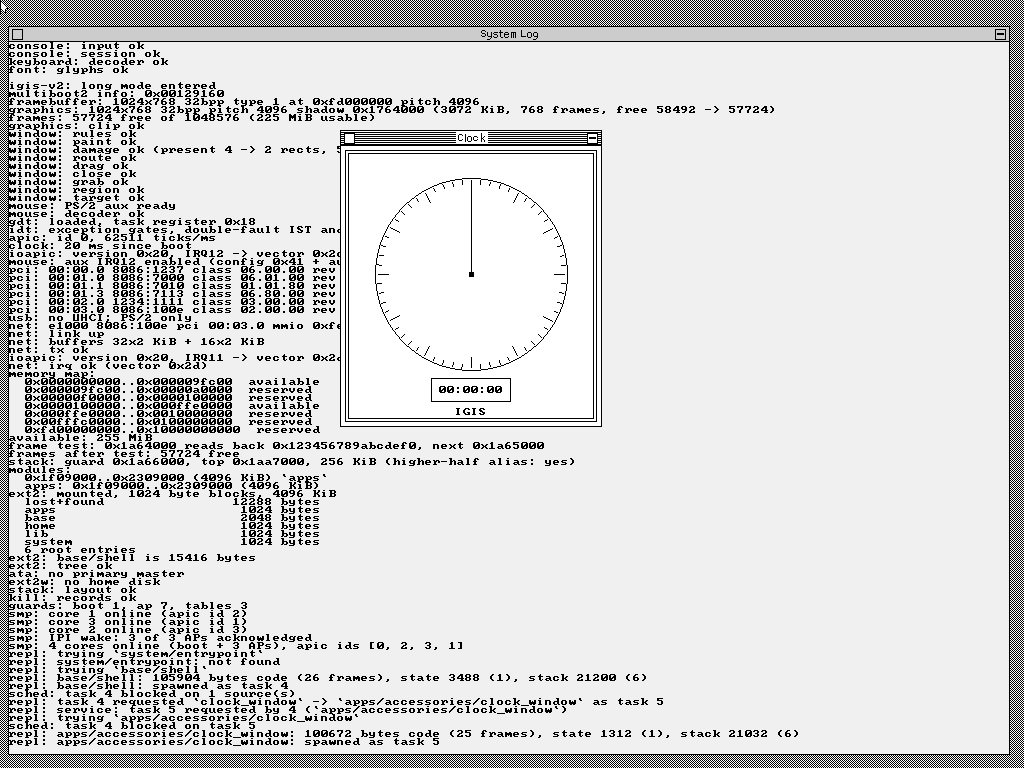 System Log
console: input ok
console: session ok
keyboard: decoder ok
font: glyphs ok
igis-v2: long mode entered
multiboot2 info: 0x00129160
framebuffer: 1024x768 32bpp type 1 at 0xfd000000 pitch 4096
graphics: 1024x768 32bpp pitch 4096 shadow 0x1764000 (3072 KiB, 768 frames, free 58492 -> 57724)
frames: 57724 free of 1048576 (225 MiB usable)
graphics: clip ok
window: rules ok
window: paint ok
window: damage ok (present 4 -> 2 rects,
window: route ok
window: drag ok
window: close ok
window: grab ok
window: region ok
window: target ok
mouse: PS/2 aux ready
mouse: decoder ok
gdt: loaded, task register 0x18
idt: exception gates, double-fault IST and
apic: id 0, 62511 ticks/ms
clock: 20 ms since boot
ioapic: version 0x20, IRQ12 -> vector 0x2c
mouse: aux IRQ12 enabled (config 0x41 + au
pci: 00:00.0 8086:1237 class 06.00.00 rev
pci: 00:01.0 8086:7000 class 06.01.00 rev
pci: 00:01.1 8086:7010 class 01.01.80 rev
pci: 00:01.3 8086:7113 class 06.80.00 rev
pci: 00:02.0 1234:1111 class 03.00.00 rev
pci: 00:03.0 8086:100e class 02.00.00 rev
usb: no UHCI; PS/2 only
net: e1000 8086:100e pci 00:03.0 mmio 0xfe
net: link up
net: buffers 32x2 KiB + 16x2 KiB
net: tx ok
ioapic: version 0x20, IRQ11 -> vector 0x2d
net: irq ok (vector 0x2d)
memory map:
0x0000000000..0x000009fc00 available
0x000009fc00..0x00000a0000 reserved
0x00000f0000..0x0000100000 reserved
0x0000100000..0x000ffe0000 available
0x000ffe0000..0x0010000000 reserved
0x00fffc0000..0x0100000000 reserved
0xfd00000000..0x10000000000 reserved
available: 255 MiB
frame test: 0x1a64000 reads back 0x123456789abcdef0, next 0x1a65000
frames after test: 57724 free
stack: guard 0x1a66000, top 0x1aa7000, 256 KiB (higher-half alias: yes)
modules:
0x1f09000..0x2309000 (4096 KiB) `apps`
apps: 0x1f09000..0x2309000 (4096 KiB)
ext2: mounted, 1024 byte blocks, 4096 KiB
lost+found 12288 bytes
apps 1024 bytes
base 2048 bytes
home 1024 bytes
lib 1024 bytes
system 1024 bytes
6 root entries
ext2: base/shell is 15416 bytes
ext2: tree ok
ata: no primary master
ext2w: no home disk
stack: layout ok
kill: records ok
guards: boot 1, ap 7, tables 3
smp: core 1 online (apic id 2)
smp: core 3 online (apic id 1)
smp: core 2 online (apic id 3)
smp: IPI wake: 3 of 3 APs acknowledged
smp: 4 cores online (boot + 3 APs), apic ids [0, 2, 3, 1]
repl: trying `system/entrypoint`
repl: system/entrypoint: not found
repl: trying `base/shell`
repl: base/shell: 105904 bytes code (26 frames), state 3488 (1), stack 21200 (6)
repl: base/shell: spawned as task 4
sched: task 4 blocked on 1 source(s)
repl: task 4 requested `clock_window` -> `apps/accessories/clock_window` as task 5
repl: service: task 5 requested by 4 (`apps/accessories/clock_window`)
repl: trying `apps/accessories/clock_window`
sched: task 4 blocked on task 5
repl: apps/accessories/clock_window: 100672 bytes code (25 frames), state 1312 (1), stack 21032 (6)
repl: apps/accessories/clock_window: spawned as task 5
Clock
00:00:00
IGIS